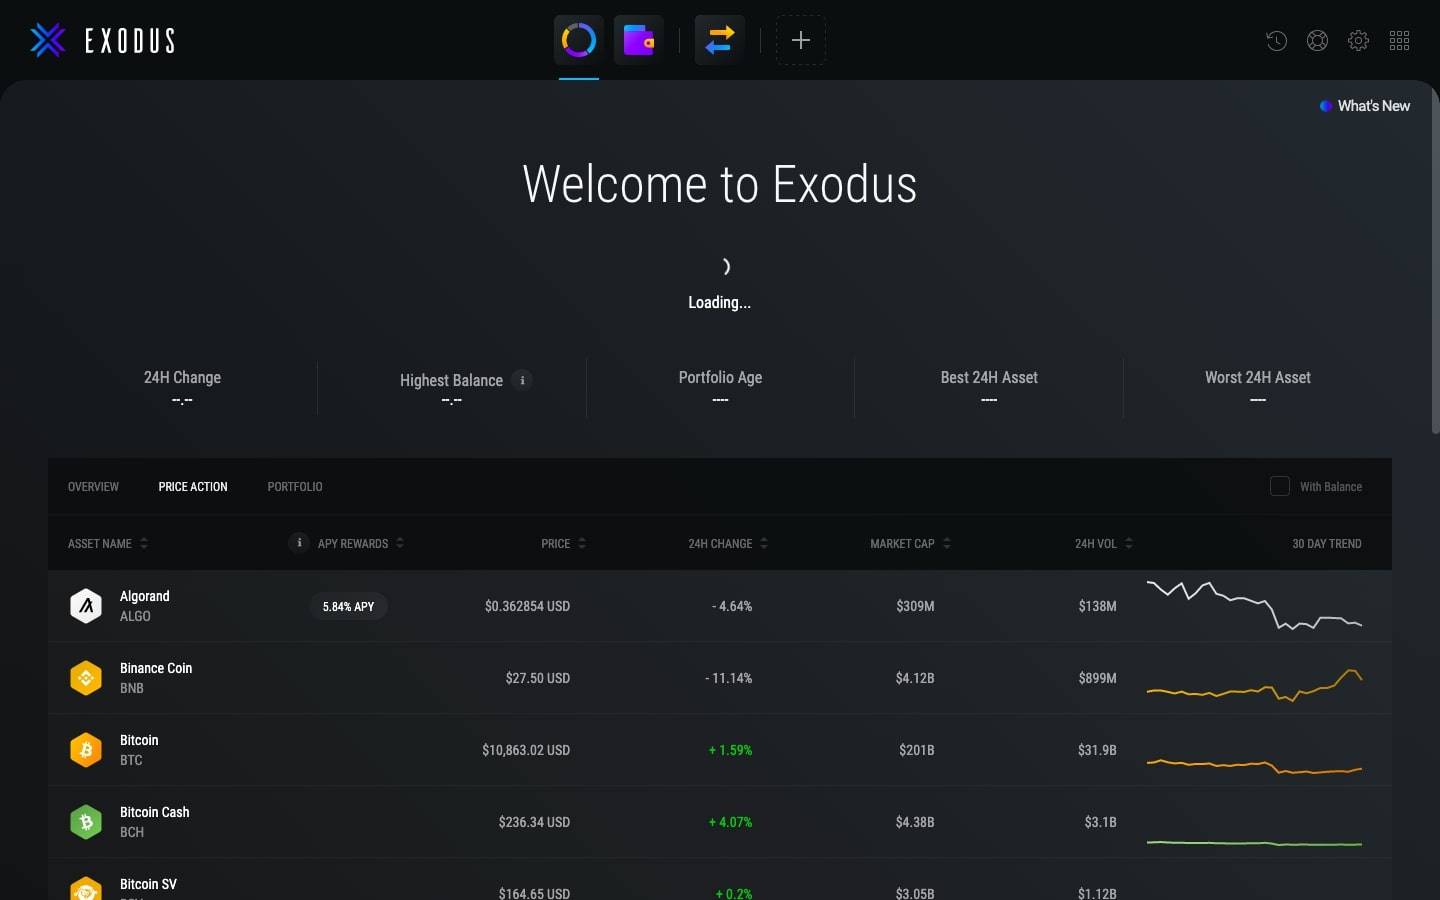 EXODUS
What's New
Welcome to Exodus
Loading...
24H Change
--.--
Highest Balance i
--.--
Portfolio Age
----
Best 24H Asset
----
Worst 24H Asset
----
OVERVIEW PRICE ACTION PORTFOLIO With Balance
ASSET NAME i APY REWARDS PRICE 24H CHANGE MARKET CAP 24H VOL 30 DAY TREND
Algorand
ALGO
5.84% APY $0.362854 USD - 4.64% $309M $138M
Binance Coin
BNB
$27.50 USD - 11.14% $4.12B $899M
Bitcoin
BTC
$10,863.02 USD + 1.59% $201B $31.9B
Bitcoin Cash
BCH
$236.34 USD + 4.07% $4.38B $3.1B
Bitcoin SV
$164.65 USD + 0.2% $3.05B $1.12B